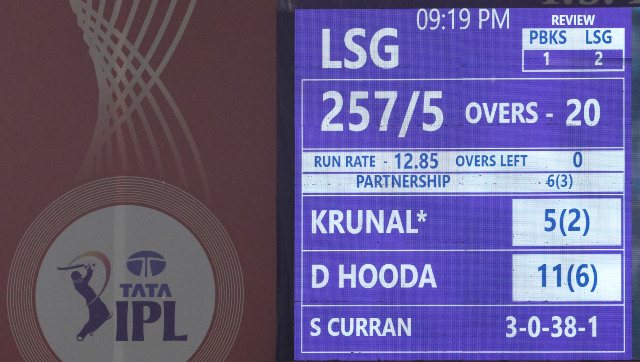 09:19 PM
REVIEW
LSG
PBKS LSG
1 2
257/5 OVERS - 20
RUN RATE - 12.85 OVERS LEFT 0
PARTNERSHIP 6(3)
KRUNAL* 5(2)
D HOODA 11(6)
S CURRAN 3-0-38-1
TATA
IPL